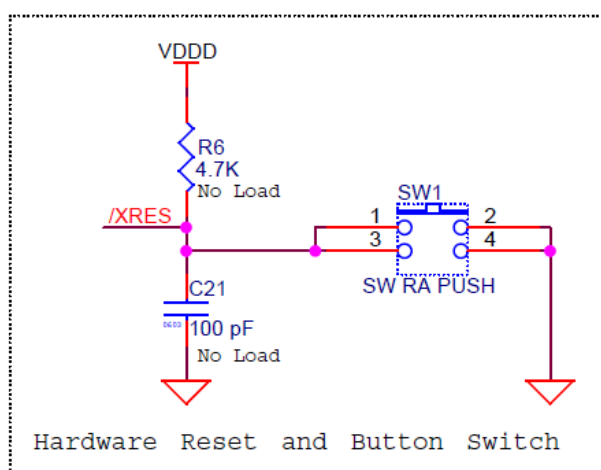 VDDD
R6
4.7K
No Load
/XRES
SW1
1
2
3
4
SW RA PUSH
C21
0603
100 pF
No Load
Hardware Reset and Button Switch